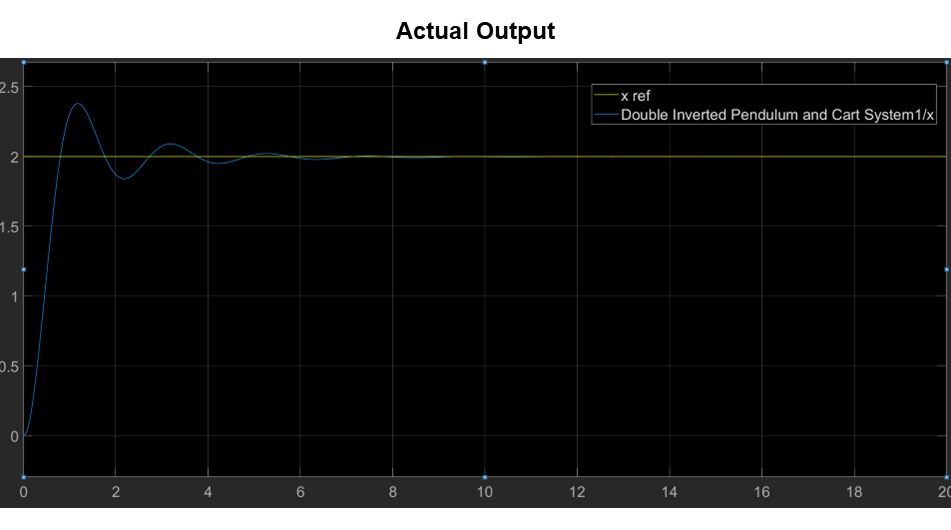 Actual Output
2.5
x ref
Double Inverted Pendulum and Cart System1/x
2
1.5
1
0.5
0
0 2 4 6 8 10 12 14 16 18 20